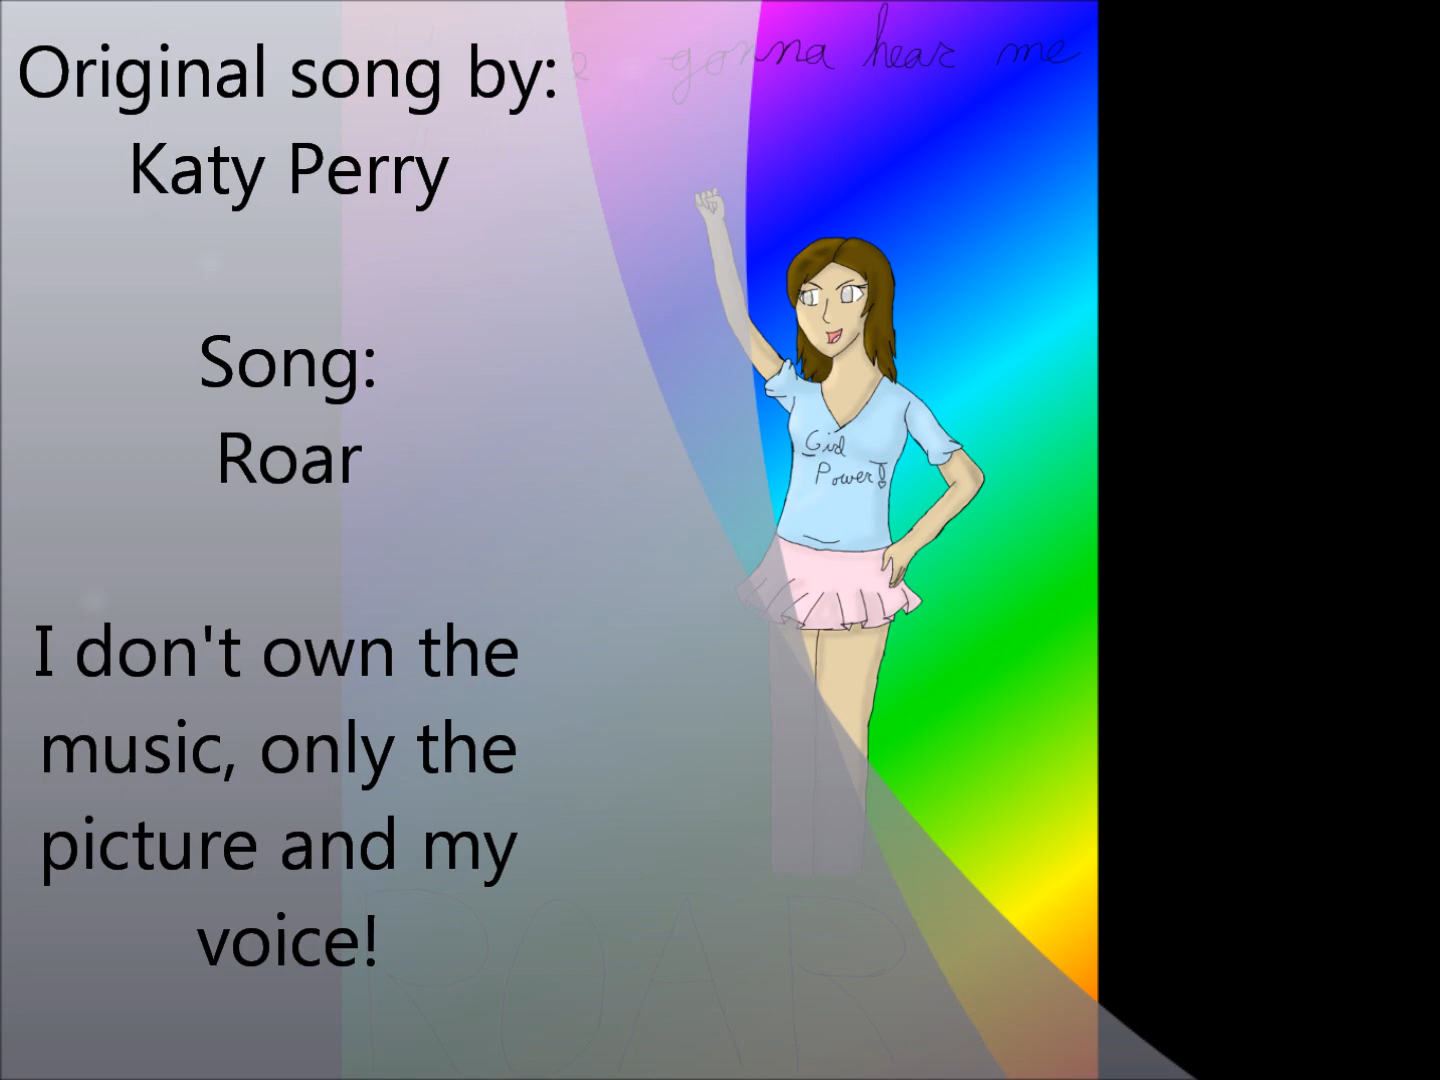 Original song by:
Katy Perry
Song:
Roar
I don't own the
music, only the
picture and my
voice!
gonna hear me
Girl
Power!
ROAR